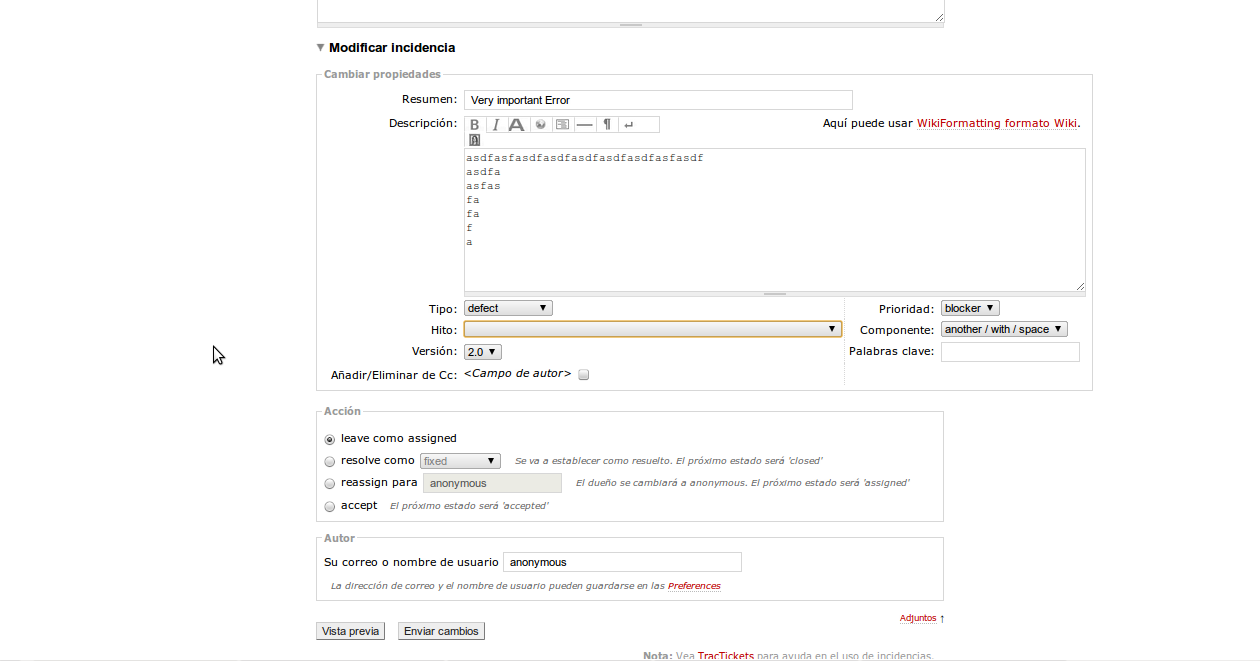 Modificar incidencia
Cambiar propiedades
Resumen: Very important Error
Descripción: B I A ¶ Aquí puede usar WikiFormatting formato Wiki.
asdfasfasdfasdfasdfasdfasdfasfasdf
asdfa
asfas
fa
fa
f
a
Tipo: defect Prioridad: blocker
Hito: Componente: another / with / space
Versión: 2.0 Palabras clave:
Añadir/Eliminar de Cc: <Campo de autor>
Acción
leave como assigned
resolve como fixed Se va a establecer como resuelto. El próximo estado será 'closed'
reassign para anonymous El dueño se cambiará a anonymous. El próximo estado será 'assigned'
accept El próximo estado será 'accepted'
Autor
Su correo o nombre de usuario anonymous
La dirección de correo y el nombre de usuario pueden guardarse en las Preferences
Adjuntos ↑
Vista previa Enviar cambios
Nota: Vea TracTickets para ayuda en el uso de incidencias.